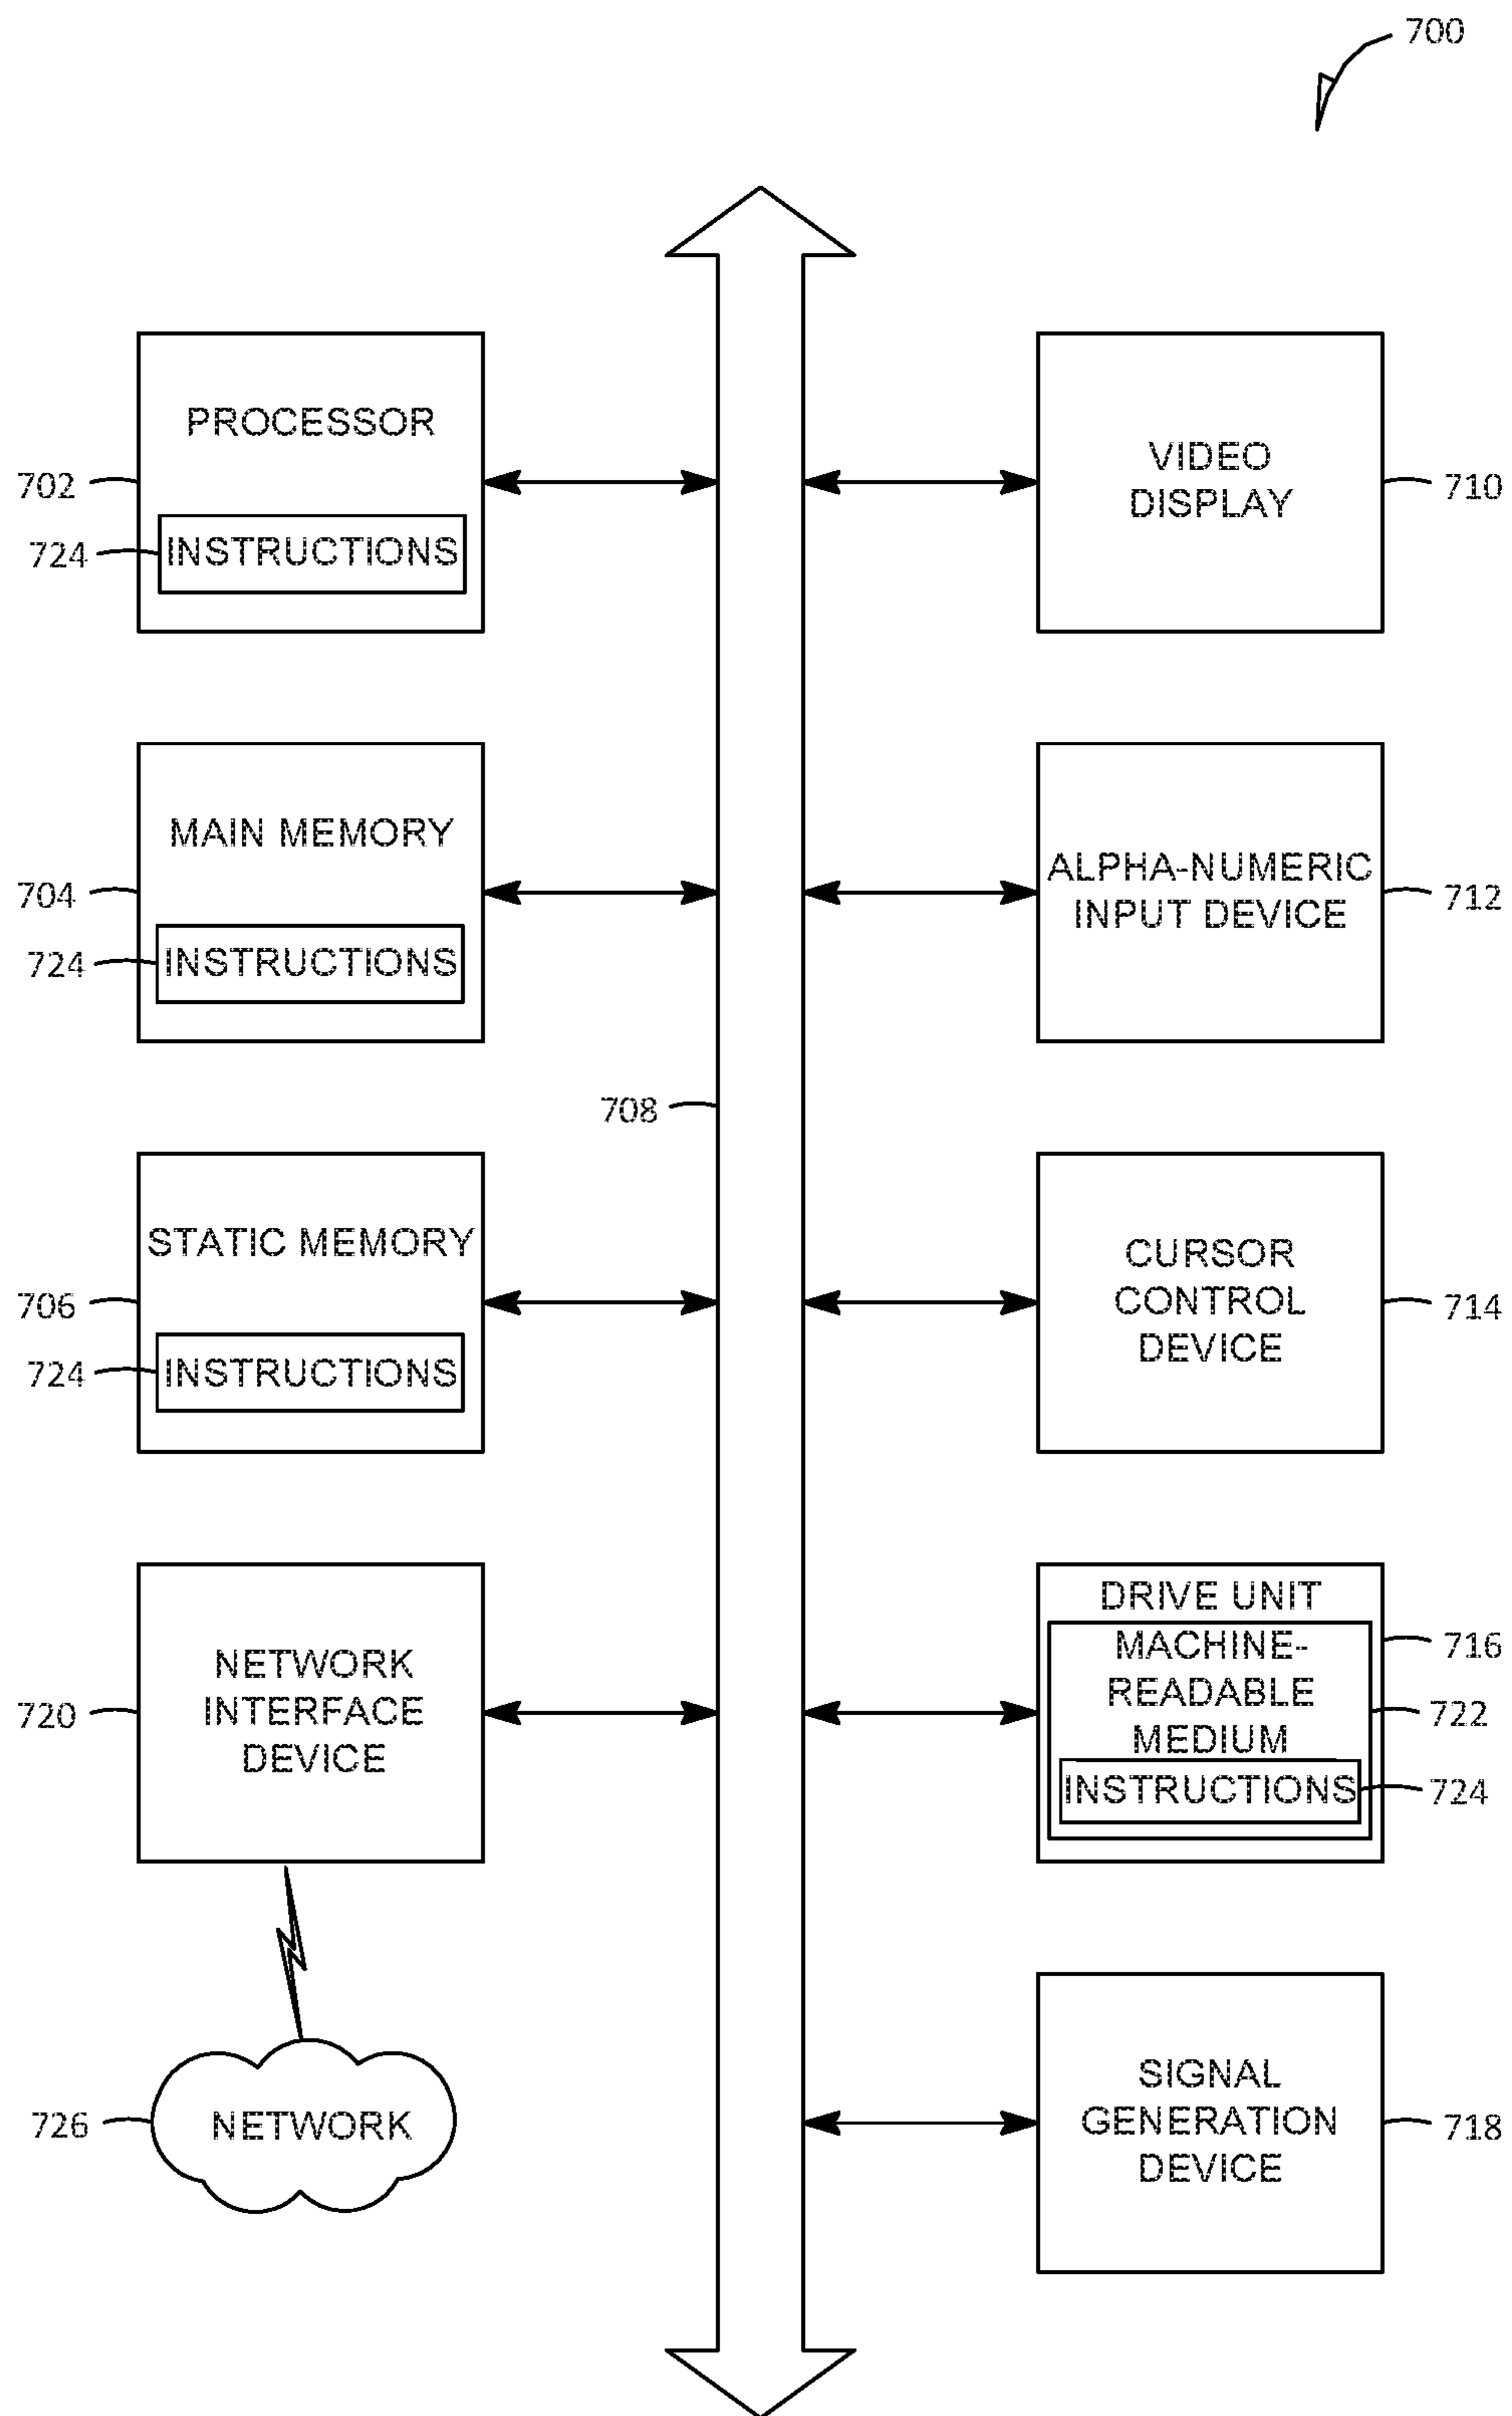 700
PROCESSOR
702
724
INSTRUCTIONS
VIDEO
DISPLAY
710
MAIN MEMORY
704
724
INSTRUCTIONS
ALPHA-NUMERIC
INPUT DEVICE
712
708
STATIC MEMORY
706
724
INSTRUCTIONS
CURSOR
CONTROL
DEVICE
714
NETWORK
INTERFACE
DEVICE
720
DRIVE UNIT
716
MACHINE-
READABLE
MEDIUM
722
INSTRUCTIONS
724
NETWORK
726
SIGNAL
GENERATION
DEVICE
718